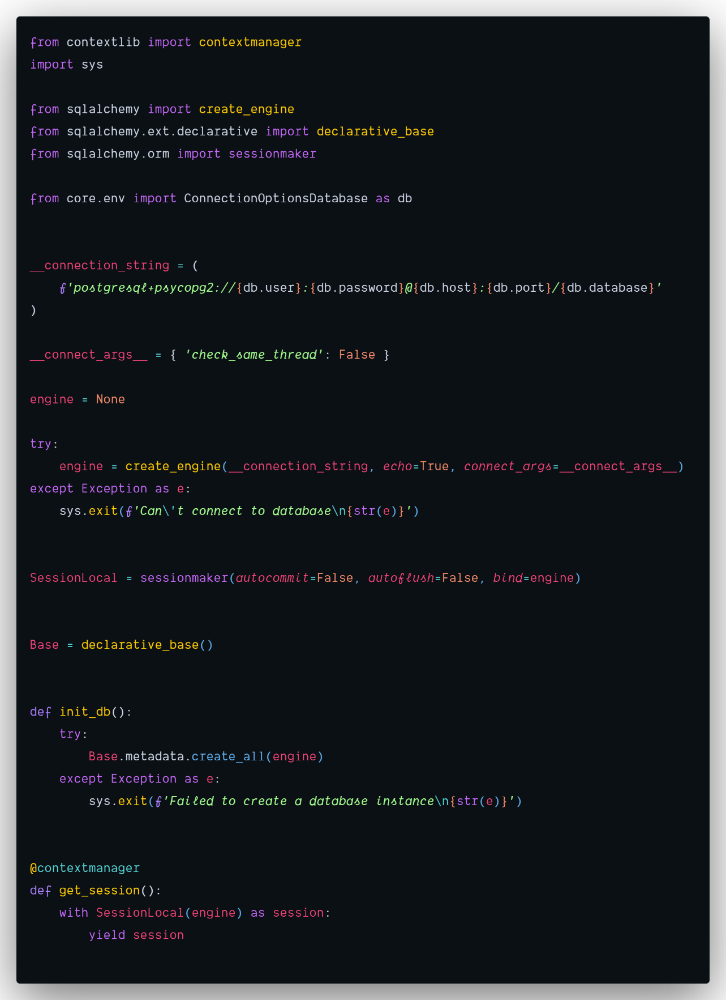 from contextlib import contextmanager
import sys
from sqlalchemy import create_engine
from sqlalchemy.ext.declarative import declarative_base
from sqlalchemy.orm import sessionmaker
from core.env import ConnectionOptionsDatabase as db
__connection_string = (
    f'postgresql+psycopg2://{db.user}:{db.password}@{db.host}:{db.port}/{db.database}'
)
__connect_args__ = { 'check_same_thread': False }
engine = None
try:
    engine = create_engine(__connection_string, echo=True, connect_args=__connect_args__)
except Exception as e:
    sys.exit(f'Can\'t connect to database\n{str(e)}')
SessionLocal = sessionmaker(autocommit=False, autoflush=False, bind=engine)
Base = declarative_base()
def init_db():
    try:
        Base.metadata.create_all(engine)
    except Exception as e:
        sys.exit(f'Failed to create a database instance\n{str(e)}')
@contextmanager
def get_session():
    with SessionLocal(engine) as session:
        yield session